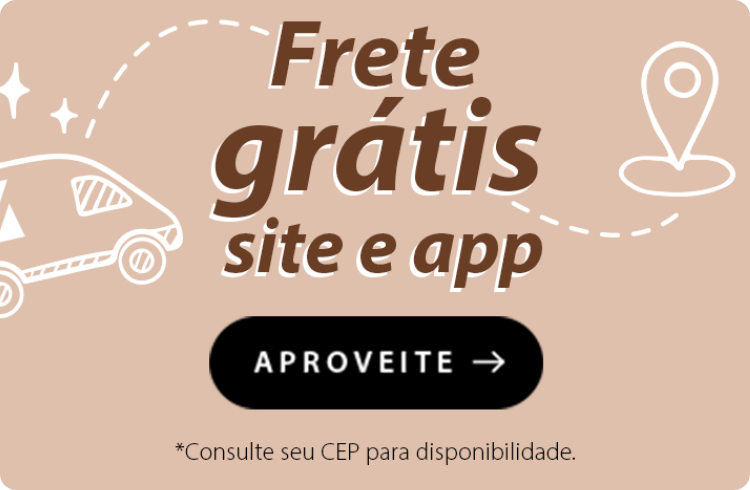 Frete
grátis
site e app
APROVEITE →
*Consulte seu CEP para disponibilidade.